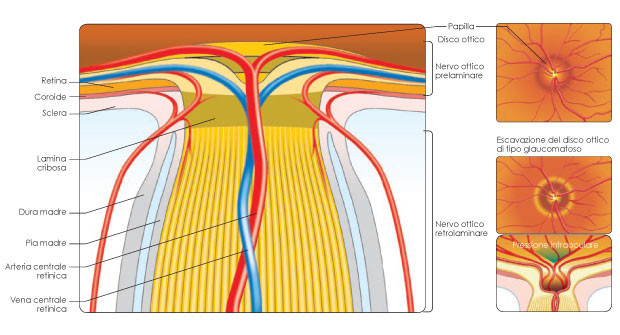 Papilla
Disco ottico
Nervo ottico
prelaminare
Retina
Coroide
Sclera
Lamina
cribosa
Dura madre
Pia madre
Arteria centrale
retinica
Vena centrale
retinica
Nervo ottico
retrolaminare
Escavazione del disco ottico
di tipo glaucomatoso
Pressione intraoculare